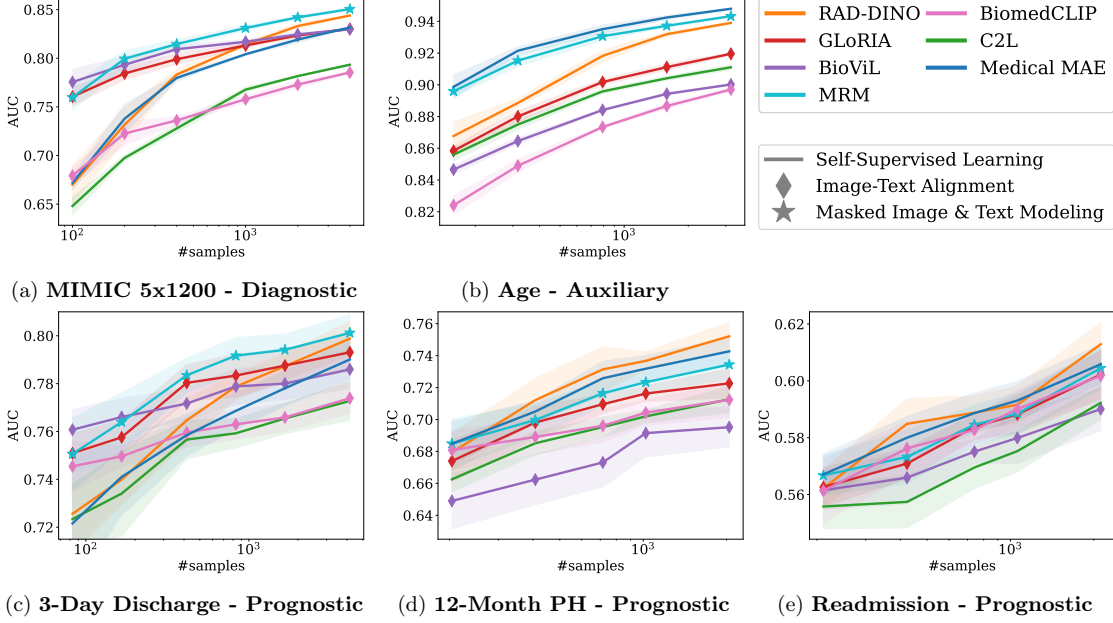 0.85
0.80
0.75
0.70
0.65
AUC
10²
10³
#samples
(a) MIMIC 5x1200 - Diagnostic
0.94
0.92
0.90
0.88
0.86
0.84
0.82
AUC
10³
#samples
(b) Age - Auxiliary
RAD-DINO
GLoRIA
BioViL
MRM
BiomedCLIP
C2L
Medical MAE
Self-Supervised Learning
Image-Text Alignment
Masked Image & Text Modeling
0.80
0.78
0.76
0.74
0.72
AUC
10²
10³
#samples
(c) 3-Day Discharge - Prognostic
0.76
0.74
0.72
0.70
0.68
0.66
0.64
AUC
10³
#samples
(d) 12-Month PH - Prognostic
0.62
0.60
0.58
0.56
AUC
10³
#samples
(e) Readmission - Prognostic